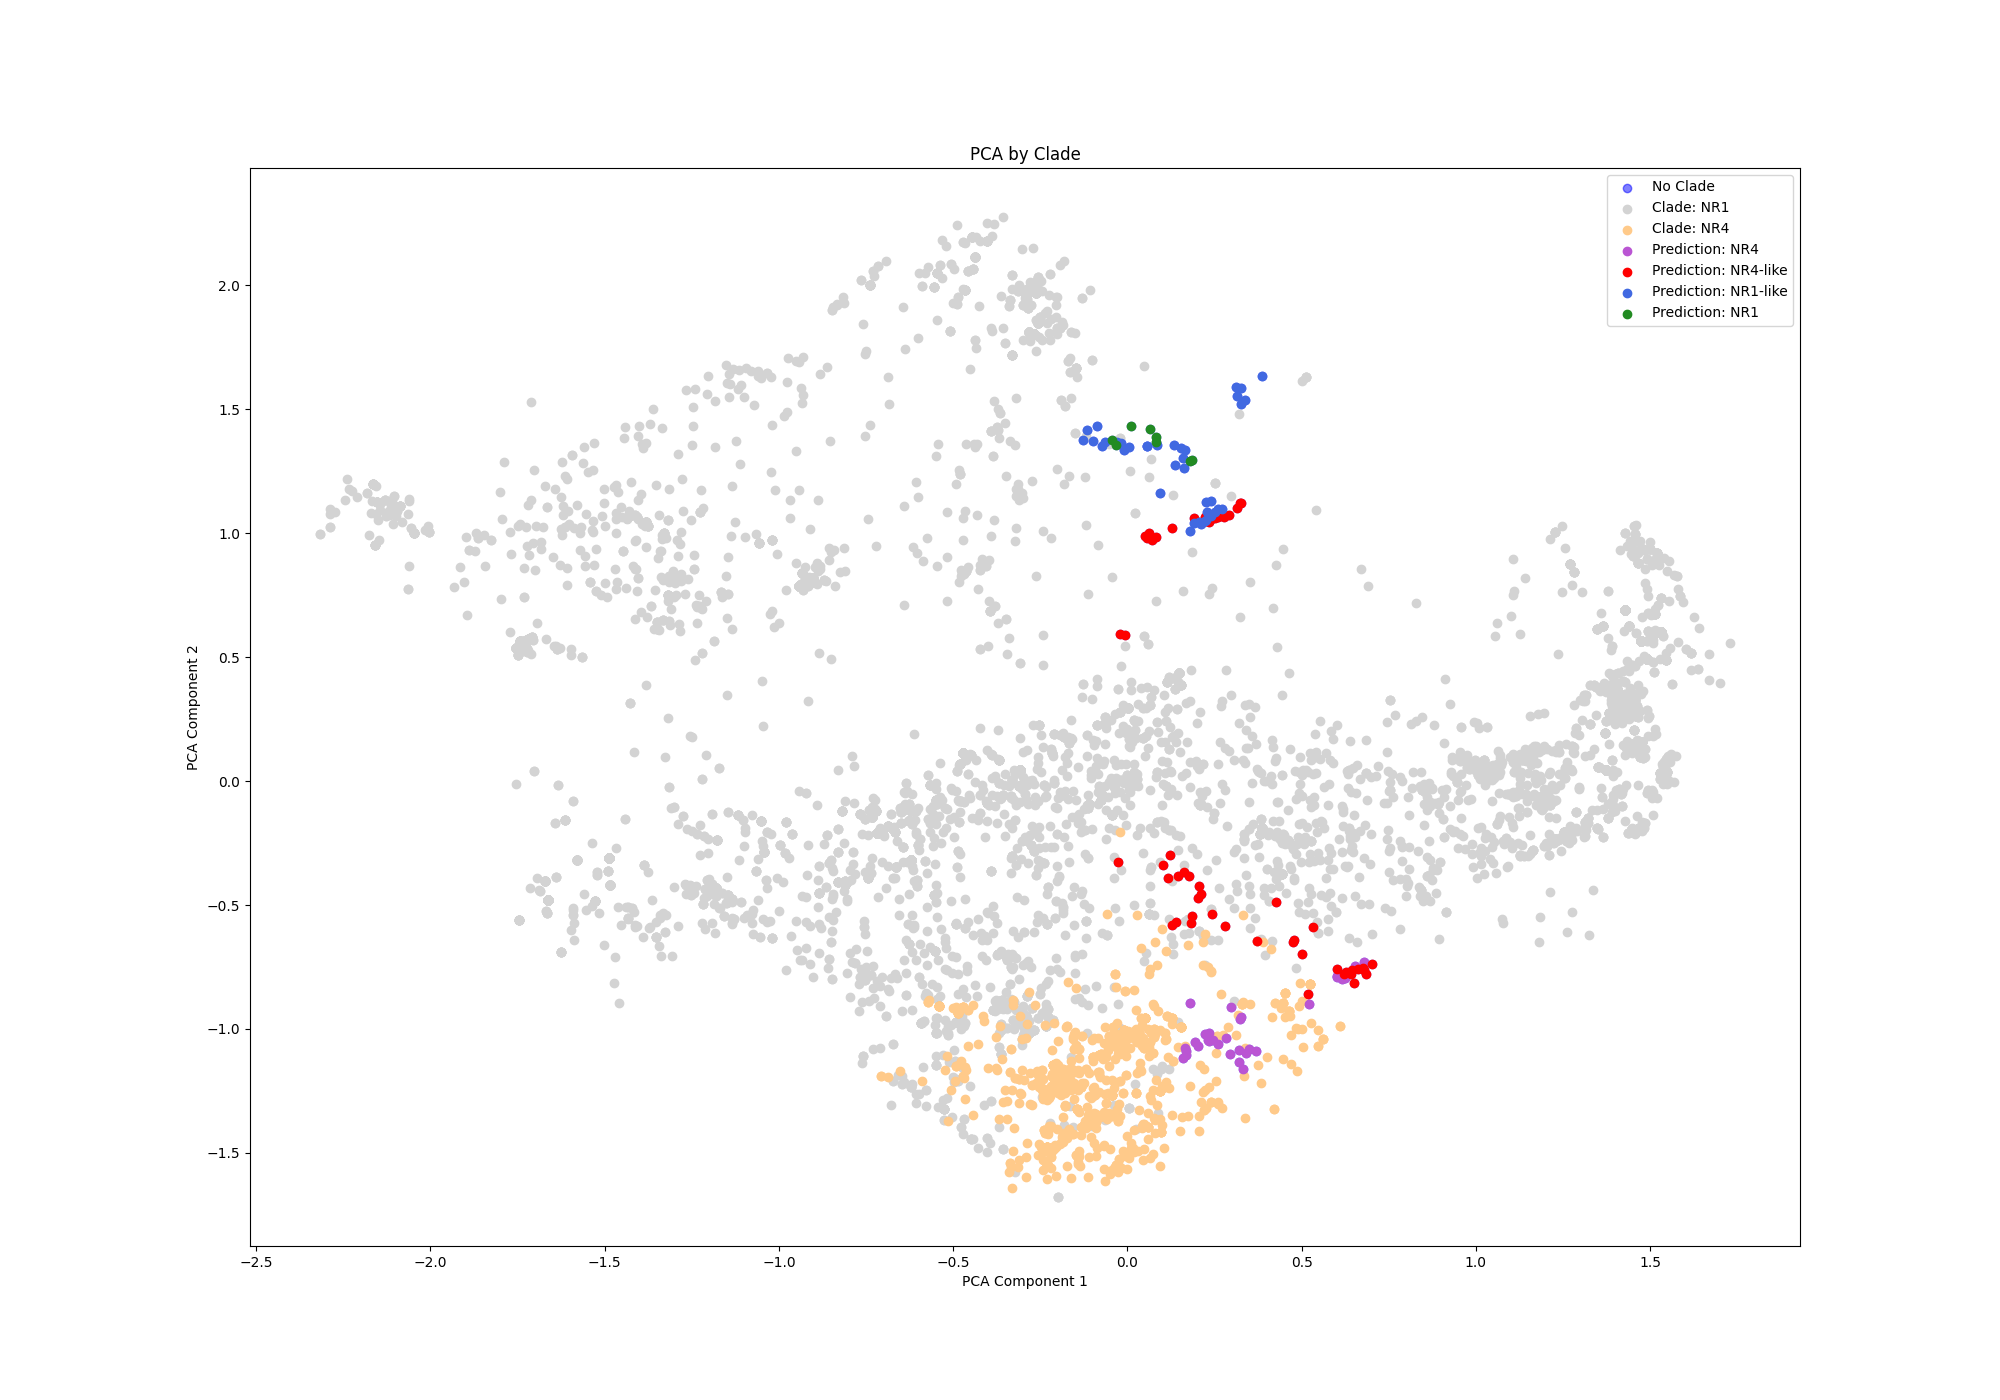 PCA by Clade
No Clade
Clade: NR1
Clade: NR4
Prediction: NR4
Prediction: NR4-like
Prediction: NR1-like
Prediction: NR1
2.0
1.5
1.0
0.5
0.0
−0.5
−1.0
−1.5
PCA Component 2
−2.5 −2.0 −1.5 −1.0 −0.5 0.0 0.5 1.0 1.5
PCA Component 1